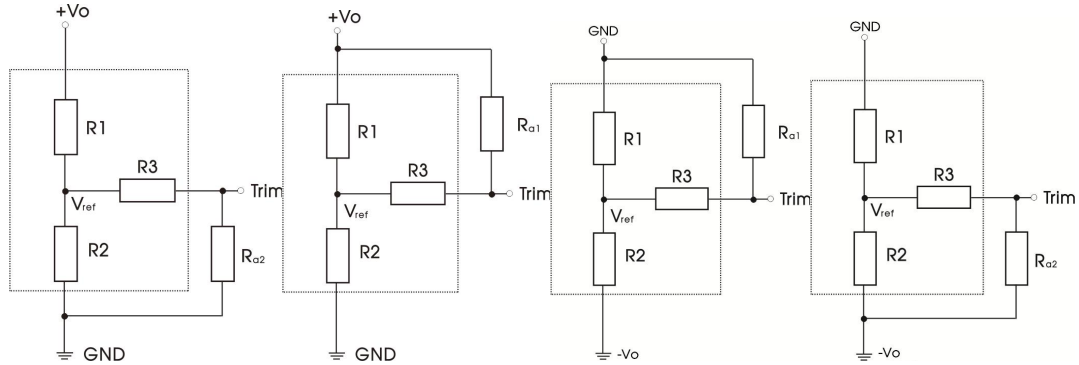 +Vo
R1
R3
Trim
Vref
R2
Ra2
GND
+Vo
R1
Ra1
R3
Trim
Vref
R2
GND
GND
R1
Ra1
R3
Trim
Vref
R2
-Vo
GND
R1
R3
Trim
Vref
R2
Ra2
-Vo